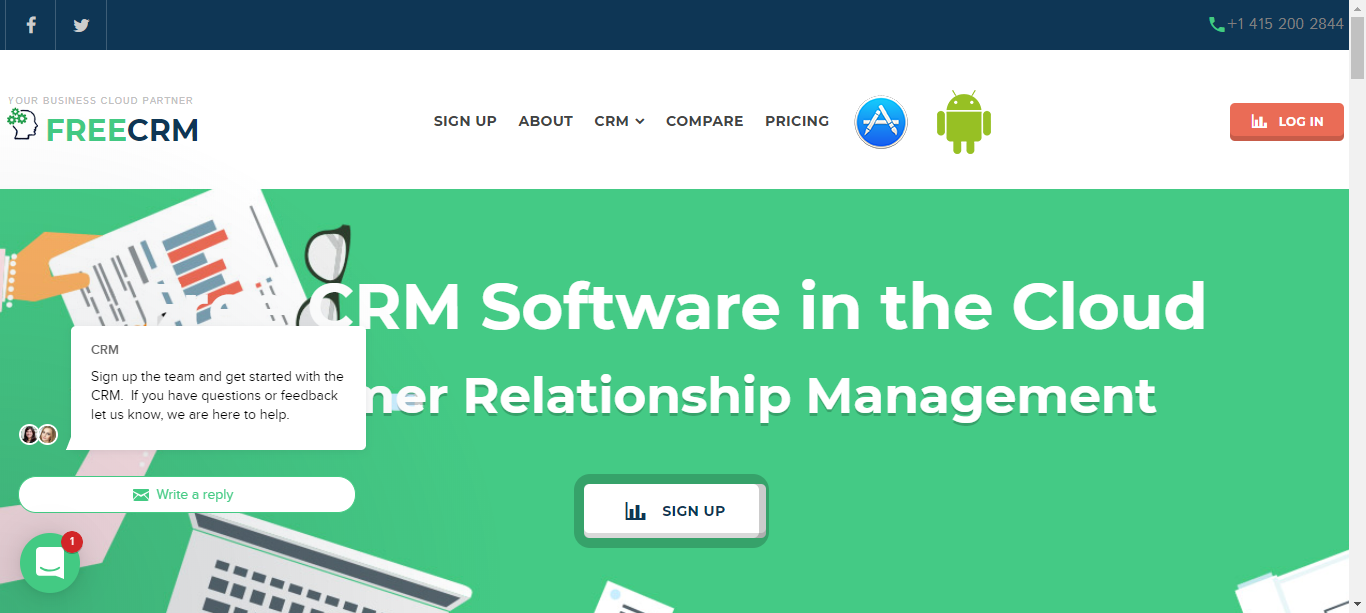 +1 415 200 2844
YOUR BUSINESS CLOUD PARTNER
FREECRM
SIGN UP ABOUT CRM COMPARE PRICING
LOG IN
Free CRM Software in the Cloud
mer Relationship Management
CRM
Sign up the team and get started with the
CRM. If you have questions or feedback
let us know, we are here to help.
Write a reply
SIGN UP
1